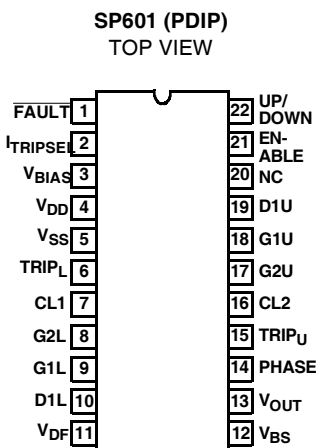 SP601 (PDIP)
TOP VIEW
FAULT 1
ITRIPSEL 2
VBIAS 3
VDD 4
VSS 5
TRIPL 6
CL1 7
G2L 8
G1L 9
D1L 10
VDF 11
22 UP/
DOWN
21 EN-
ABLE
20 NC
19 D1U
18 G1U
17 G2U
16 CL2
15 TRIPU
14 PHASE
13 VOUT
12 VBS